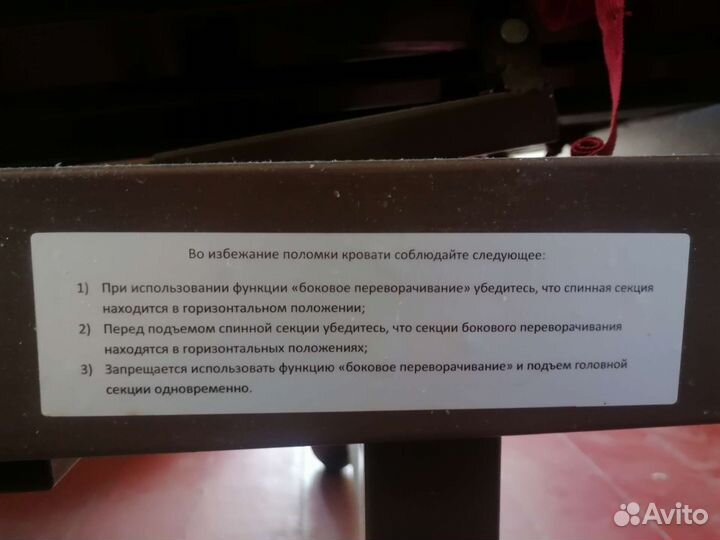 Во избежание поломки кровати соблюдайте следующее:
1) При использовании функции «боковое переворачивание» убедитесь, что спинная секция
находится в горизонтальном положении;
2) Перед подъемом спинной секции убедитесь, что секции бокового переворачивания
находятся в горизонтальных положениях;
3) Запрещается использовать функцию «боковое переворачивание» и подъем головной
секции одновременно.
Avito